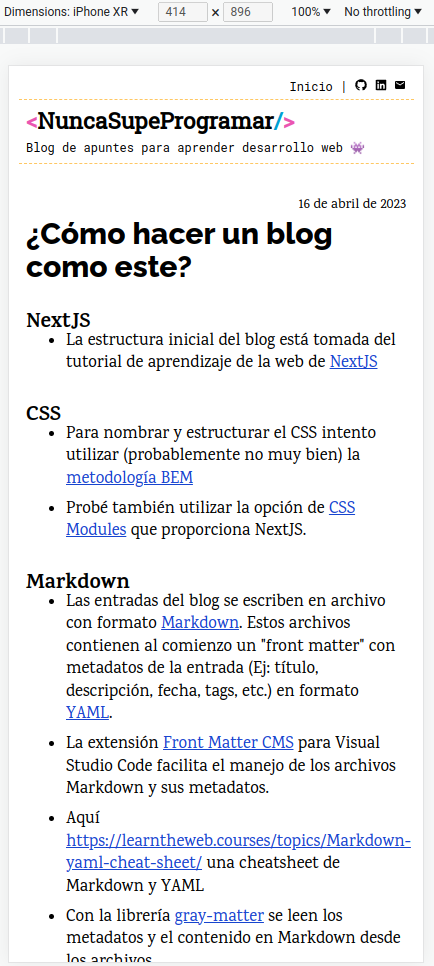 Dimensions: iPhone XR ▼ 414 × 896 100% ▼ No throttling ▼
Inicio |
<NuncaSupeProgramar/>
Blog de apuntes para aprender desarrollo web 👾
16 de abril de 2023
¿Cómo hacer un blog
como este?
NextJS
• La estructura inicial del blog está tomada del
tutorial de aprendizaje de la web de NextJS
CSS
• Para nombrar y estructurar el CSS intento
utilizar (probablemente no muy bien) la
metodología BEM
• Probé también utilizar la opción de CSS
Modules que proporciona NextJS.
Markdown
• Las entradas del blog se escriben en archivo
con formato Markdown. Estos archivos
contienen al comienzo un "front matter" con
metadatos de la entrada (Ej: título,
descripción, fecha, tags, etc.) en formato
YAML.
• La extensión Front Matter CMS para Visual
Studio Code facilita el manejo de los archivos
Markdown y sus metadatos.
• Aquí
https://learntheweb.courses/topics/Markdown-
yaml-cheat-sheet/ una cheatsheet de
Markdown y YAML
• Con la librería gray-matter se leen los
metadatos y el contenido en Markdown desde
los archivos